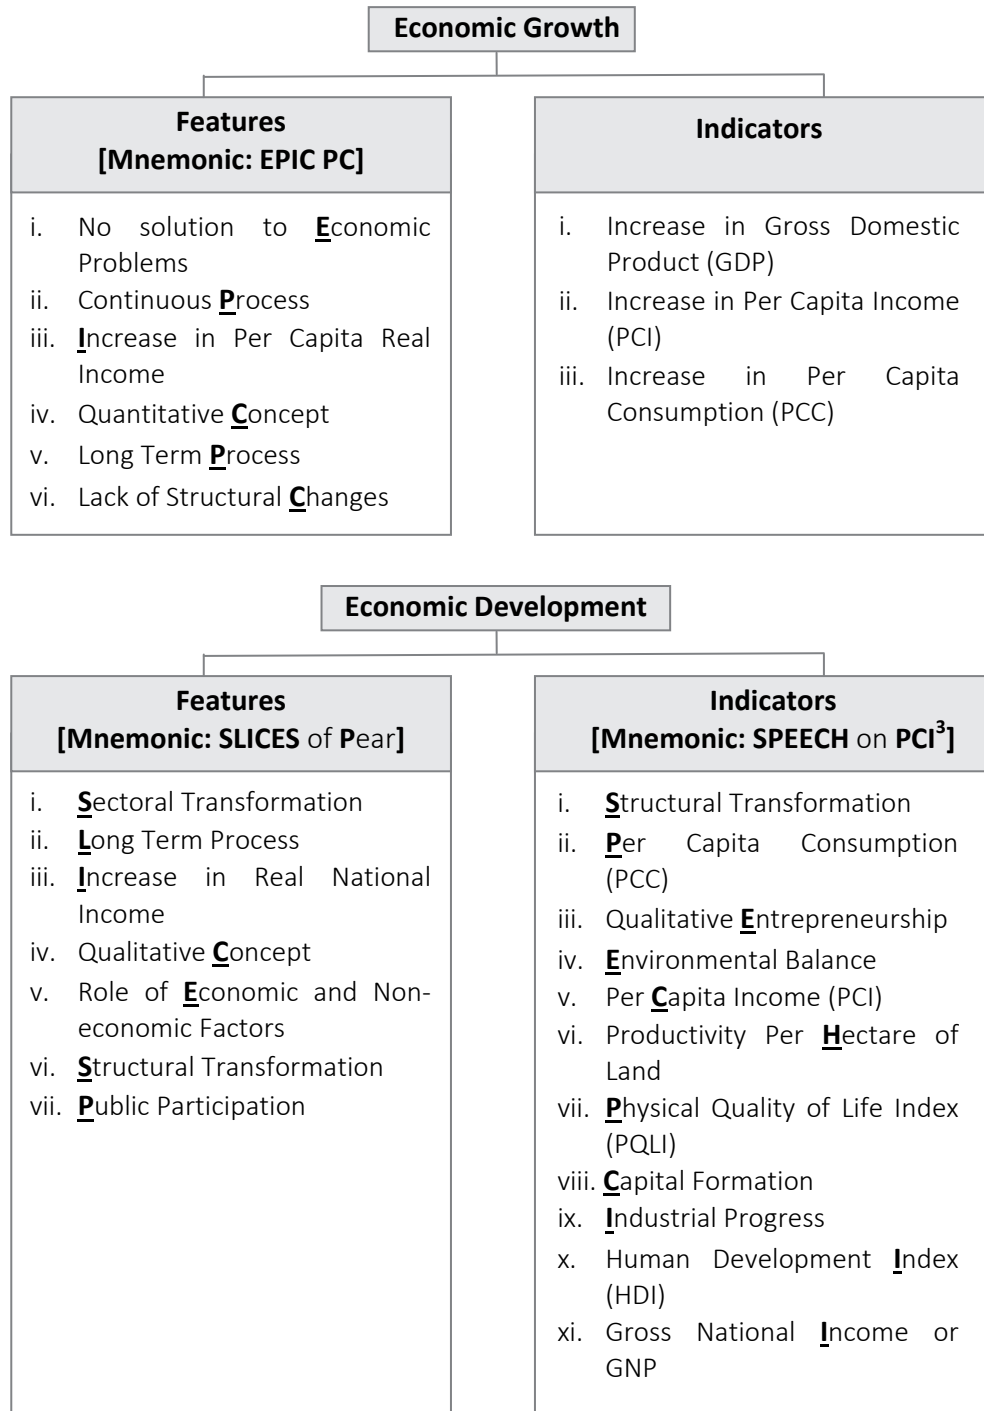 Economic Growth
Features
[Mnemonic: EPIC PC]
i. No solution to Economic
Problems
ii. Continuous Process
iii. Increase in Per Capita Real
Income
iv. Quantitative Concept
v. Long Term Process
vi. Lack of Structural Changes
Indicators
i. Increase in Gross Domestic
Product (GDP)
ii. Increase in Per Capita Income
(PCI)
iii. Increase in Per Capita
Consumption (PCC)
Economic Development
Features
[Mnemonic: SLICES of Pear]
i. Sectoral Transformation
ii. Long Term Process
iii. Increase in Real National
Income
iv. Qualitative Concept
v. Role of Economic and Non-
economic Factors
vi. Structural Transformation
vii. Public Participation
Indicators
[Mnemonic: SPEECH on PCI³]
i. Structural Transformation
ii. Per Capita Consumption
(PCC)
iii. Qualitative Entrepreneurship
iv. Environmental Balance
v. Per Capita Income (PCI)
vi. Productivity Per Hectare of
Land
vii. Physical Quality of Life Index
(PQLI)
viii. Capital Formation
ix. Industrial Progress
x. Human Development Index
(HDI)
xi. Gross National Income or
GNP